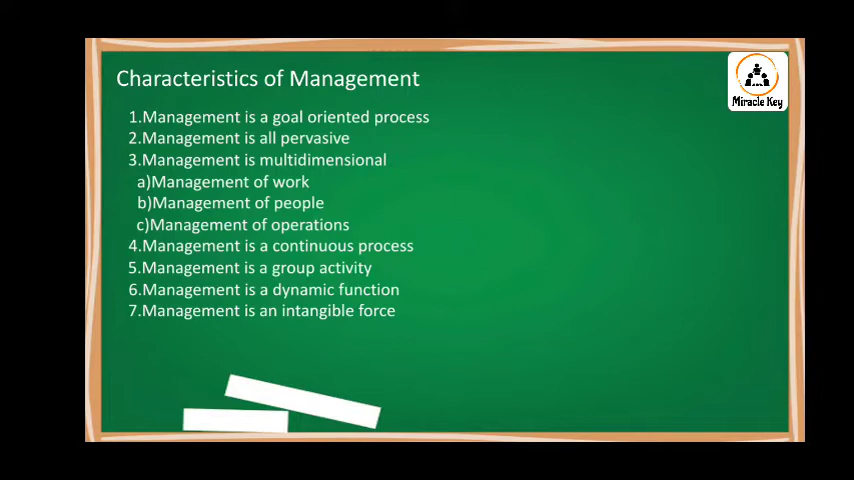 Characteristics of Management
Miracle Key
1.Management is a goal oriented process
2.Management is all pervasive
3.Management is multidimensional
a)Management of work
b)Management of people
c)Management of operations
4.Management is a continuous process
5.Management is a group activity
6.Management is a dynamic function
7.Management is an intangible force